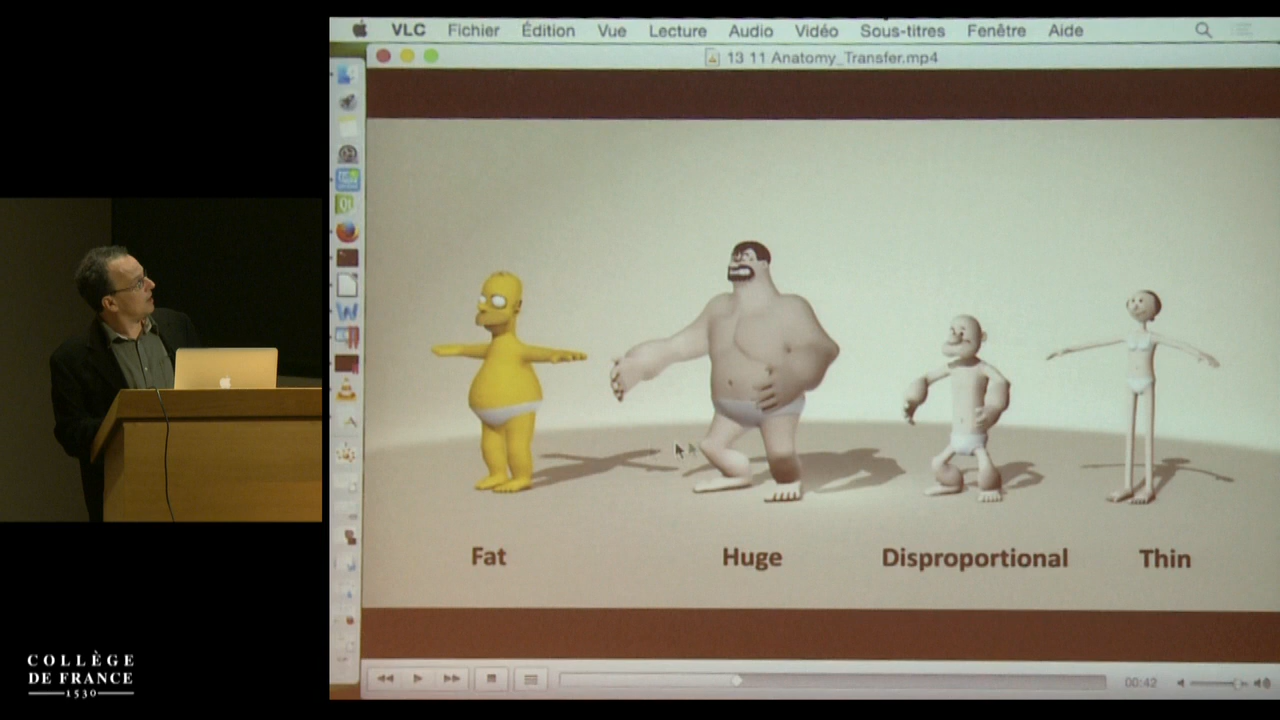 VLC Fichier Édition Vue Lecture Audio Vidéo Sous-titres Fenêtre Aide
13 11 Anatomy_Transfer.mp4
Fat Huge Disproportional Thin
00:42
COLLÈGE
DE FRANCE
1530